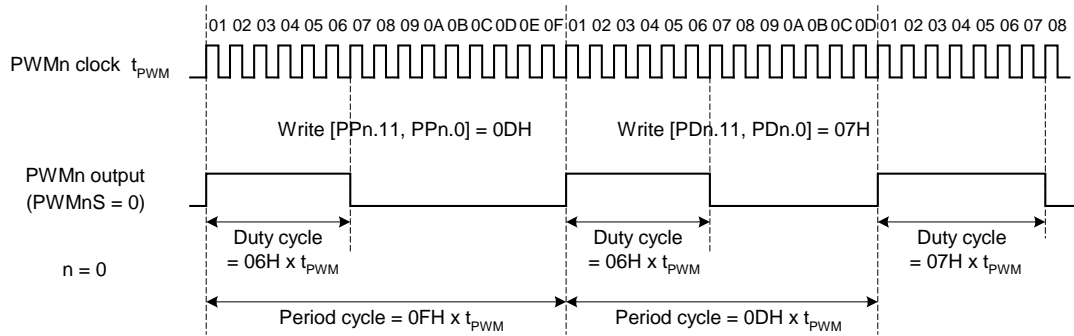 01 02 03 04 05 06 07 08 09 0A 0B 0C 0D 0E 0F 01 02 03 04 05 06 07 08 09 0A 0B 0C 0D 01 02 03 04 05 06 07 08
PWMn clock tPWM
Write [PPn.11, PPn.0] = 0DH
Write [PDn.11, PDn.0] = 07H
PWMn output
(PWMnS = 0)
Duty cycle
= 06H x tPWM
Duty cycle
= 06H x tPWM
Duty cycle
= 07H x tPWM
n = 0
Period cycle = 0FH x tPWM
Period cycle = 0DH x tPWM